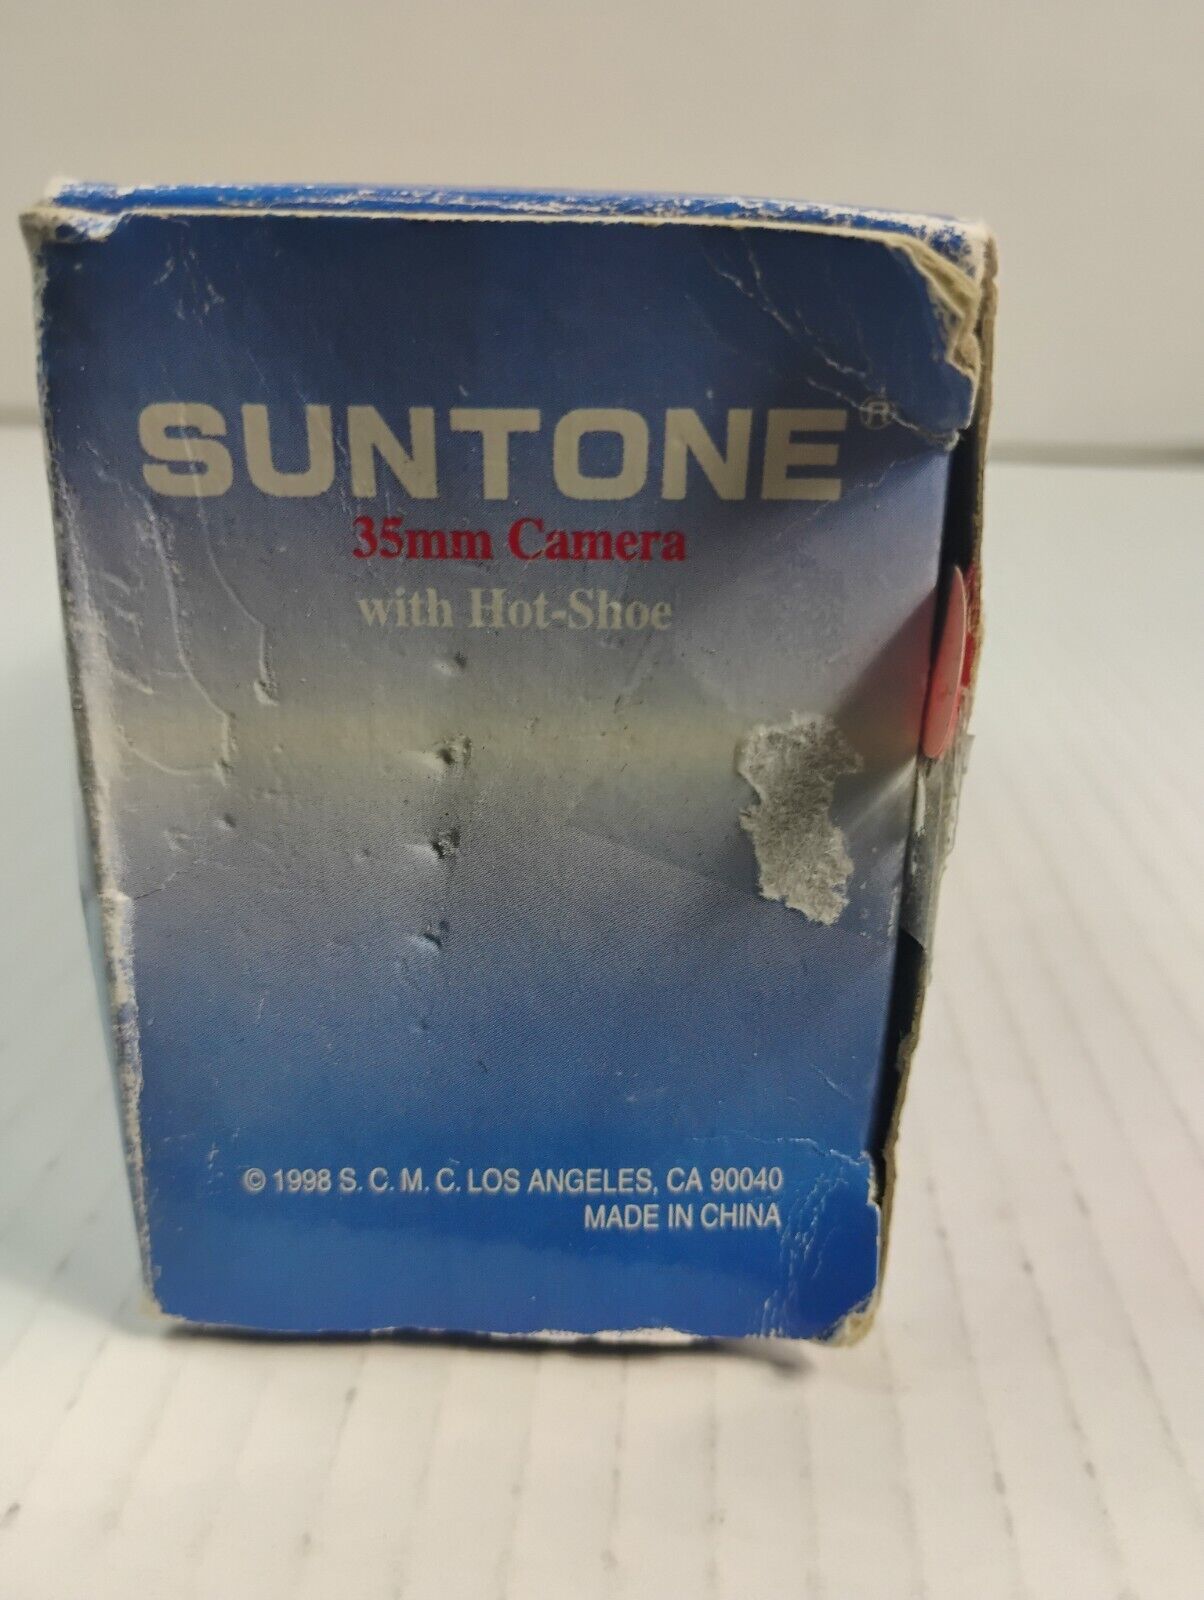 SUNTONE®
35mm Camera
with Hot-Shoe
© 1998 S. C. M. C. LOS ANGELES, CA 90040
MADE IN CHINA